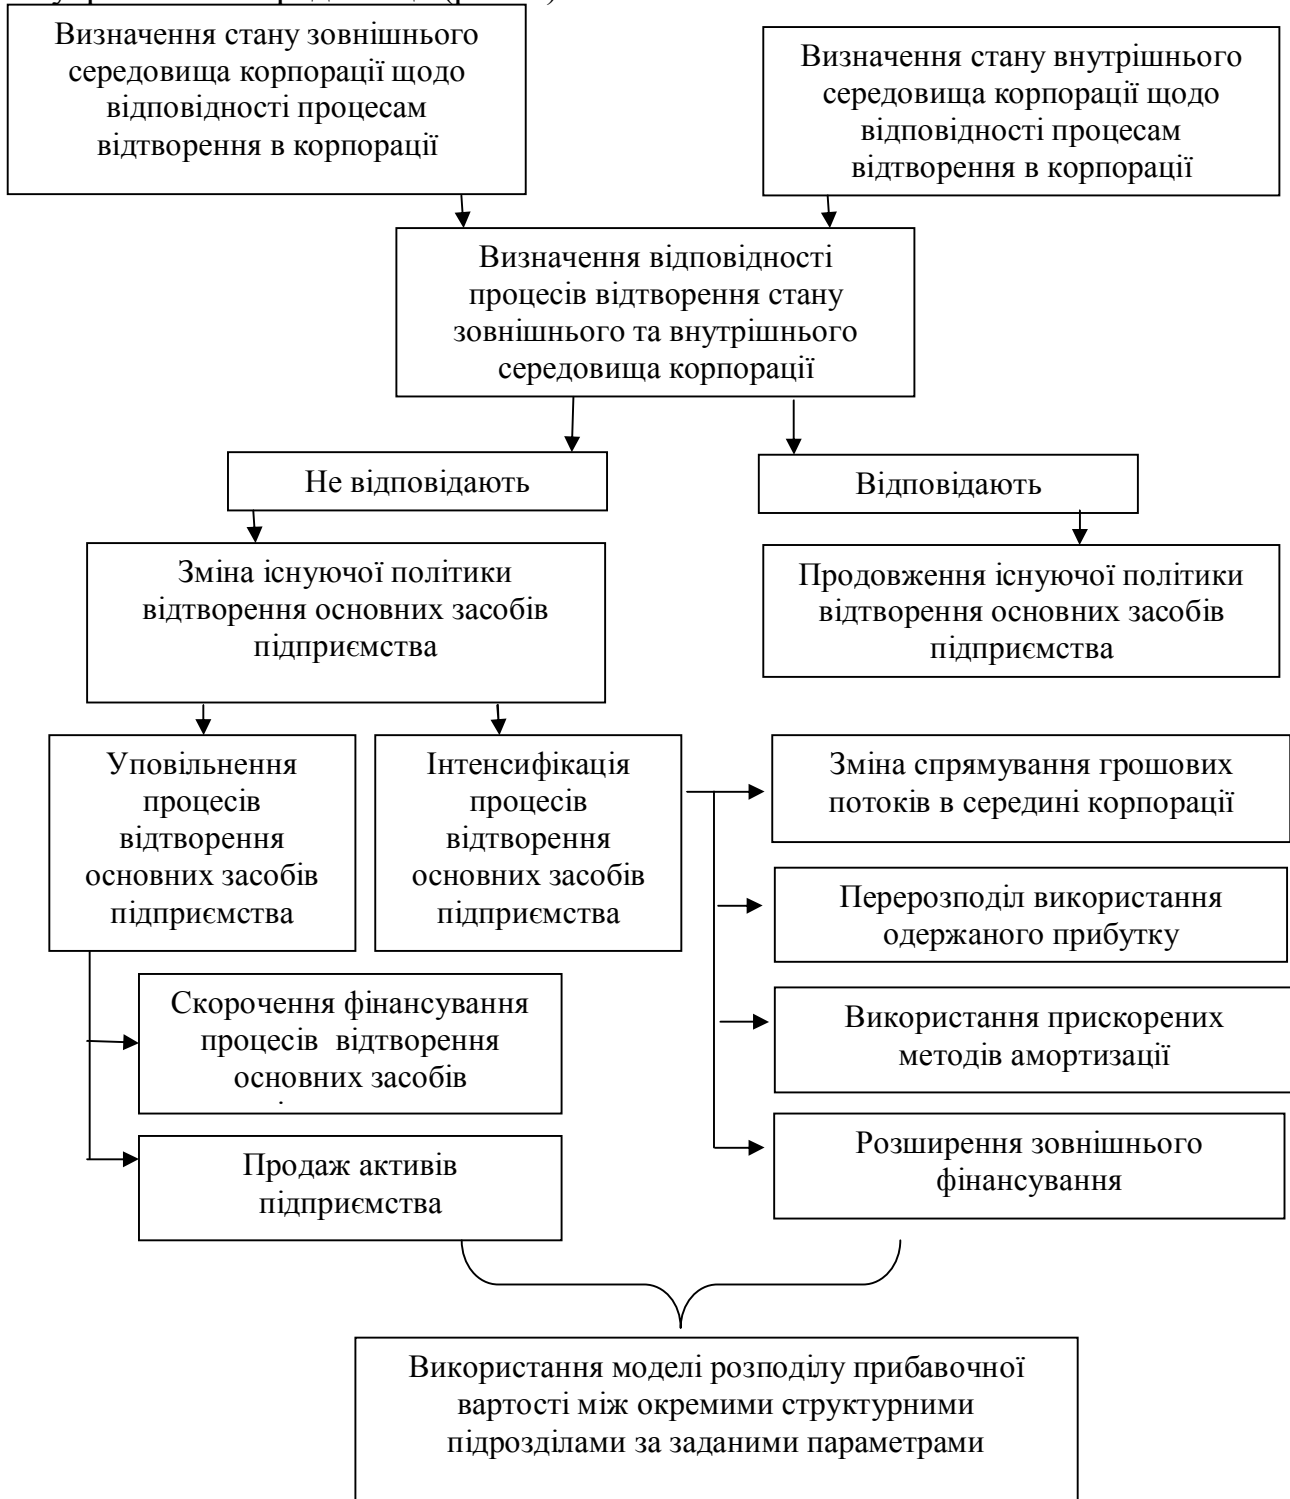 Визначення стану зовнішнього
середовища корпорації щодо
відповідності процесам
відтворення в корпорації
Визначення стану внутрішнього
середовища корпорації щодо
відповідності процесам
відтворення в корпорації
Визначення відповідності
процесів відтворення стану
зовнішнього та внутрішнього
середовища корпорації
Не відповідають
Відповідають
Зміна існуючої політики
відтворення основних засобів
підприємства
Продовження існуючої політики
відтворення основних засобів
підприємства
Уповільнення
процесів
відтворення
основних засобів
підприємства
Інтенсифікація
процесів
відтворення
основних засобів
підприємства
Зміна спрямування грошових
потоків в середині корпорації
Перерозподіл використання
одержаного прибутку
Скорочення фінансування
процесів відтворення
основних засобів
Використання прискорених
методів амортизації
Продаж активів
підприємства
Розширення зовнішнього
фінансування
Використання моделі розподілу прибавочної
вартості між окремими структурними
підрозділами за заданими параметрами